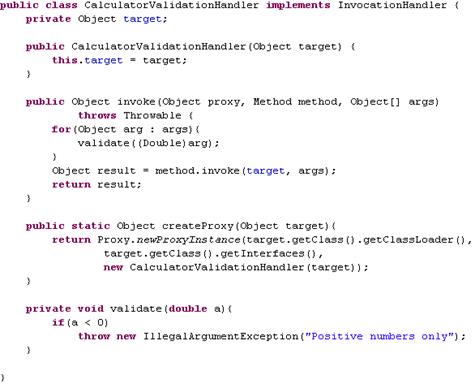 public class CalculatorValidationHandler implements InvocationHandler {
    private Object target;

    public CalculatorValidationHandler(Object target) {
        this.target = target;
    }

    public Object invoke(Object proxy, Method method, Object[] args)
            throws Throwable {
        for(Object arg : args){
            validate((Double)arg);
        }
        Object result = method.invoke(target, args);
        return result;
    }

    public static Object createProxy(Object target){
        return Proxy.newProxyInstance(target.getClass().getClassLoader(),
                target.getClass().getInterfaces(),
                new CalculatorValidationHandler(target));
    }

    private void validate(double a){
        if(a < 0)
            throw new IllegalArgumentException("Positive numbers only");
    }

}